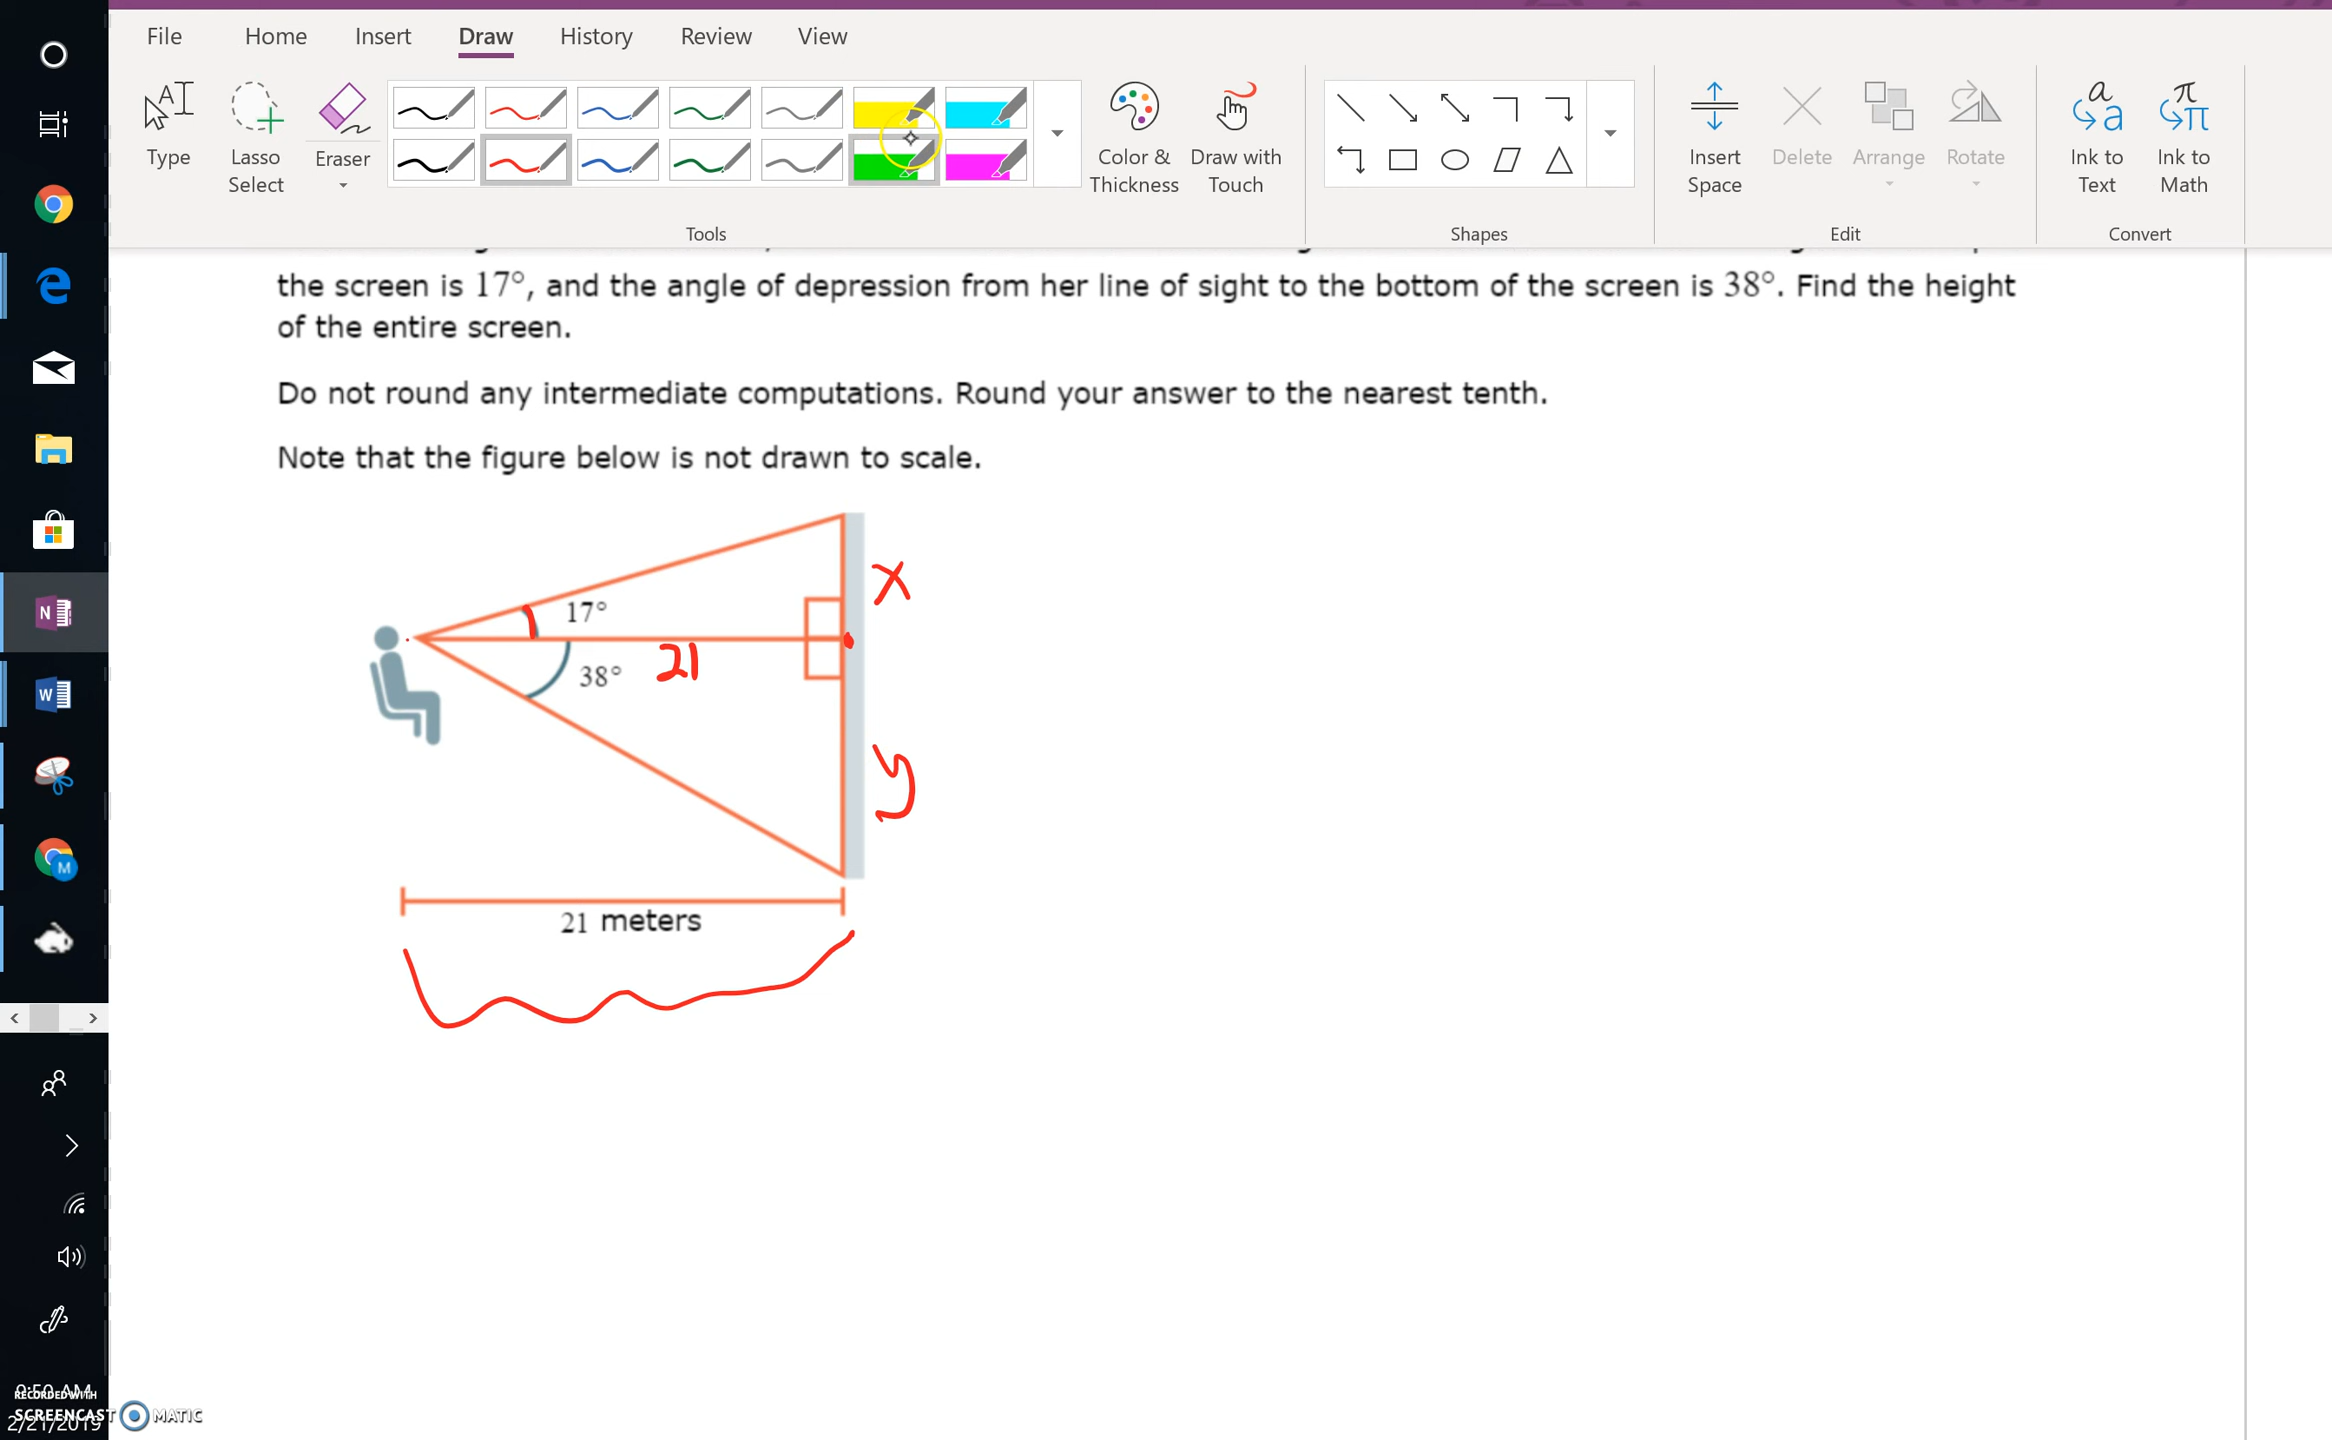 File Home Insert Draw History Review View
Type
Lasso Select
Eraser
Color & Thickness
Draw with Touch
Insert Space
Delete
Arrange
Rotate
Ink to Text
Ink to Math
Tools
Shapes
Edit
Convert
the screen is 17°, and the angle of depression from her line of sight to the bottom of the screen is 38°. Find the height
of the entire screen.
Do not round any intermediate computations. Round your answer to the nearest tenth.
Note that the figure below is not drawn to scale.
x
17°
21
38°
y
21 meters
N
W
M
RECORDED WITH
SCREENCAST MATIC
2/21/2019